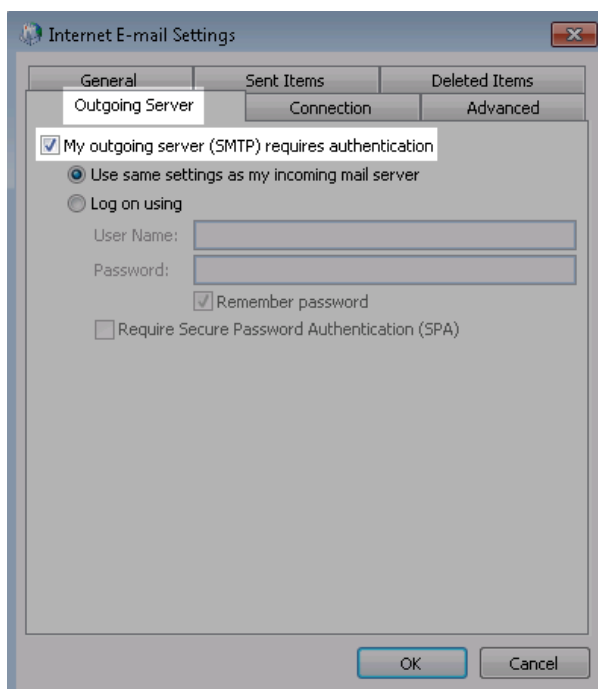 Internet E-mail Settings
General Sent Items Deleted Items
Outgoing Server Connection Advanced
My outgoing server (SMTP) requires authentication
Use same settings as my incoming mail server
Log on using
User Name:
Password:
Remember password
Require Secure Password Authentication (SPA)
OK Cancel